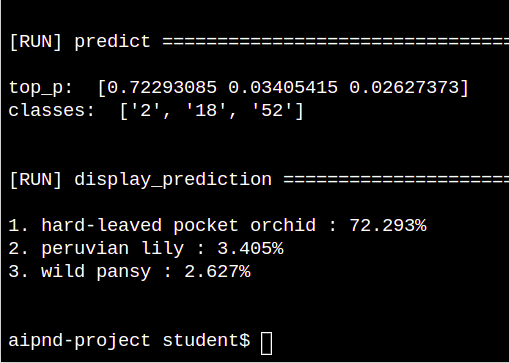 [RUN] predict ================================
top_p:  [0.72293085 0.03405415 0.02627373]
classes:  ['2', '18', '52']
[RUN] display_prediction =====================
1. hard-leaved pocket orchid : 72.293%
2. peruvian lily : 3.405%
3. wild pansy : 2.627%
aipnd-project student$